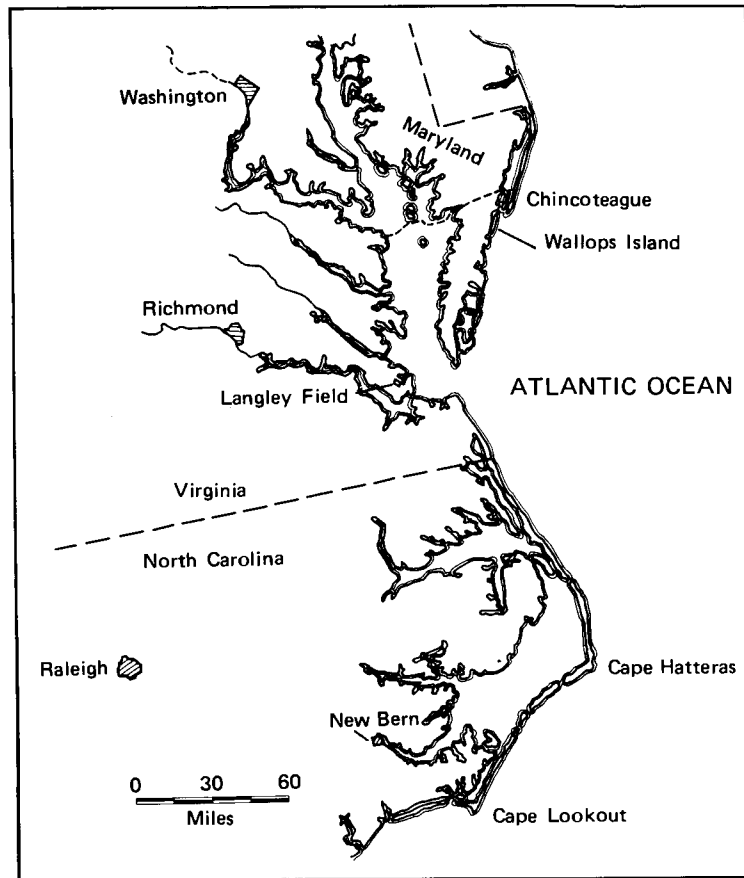 Washington
Maryland
Chincoteague
Wallops Island
Richmond
Langley Field
ATLANTIC OCEAN
Virginia
North Carolina
Raleigh
Cape Hatteras
New Bern
0 30 60
Miles
Cape Lookout